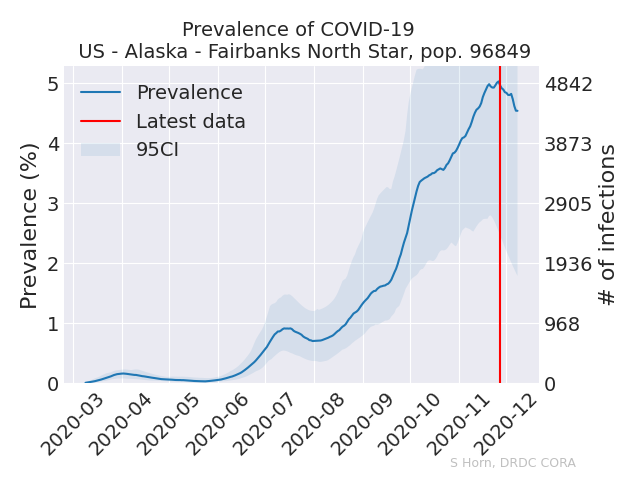 Prevalence of COVID-19
US - Alaska - Fairbanks North Star, pop. 96849
Prevalence (%)
5
4
3
2
1
0
Prevalence
Latest data
95CI
4842
3873
2905
1936
968
0
# of infections
2020-03
2020-04
2020-05
2020-06
2020-07
2020-08
2020-09
2020-10
2020-11
2020-12
S Horn, DRDC CORA